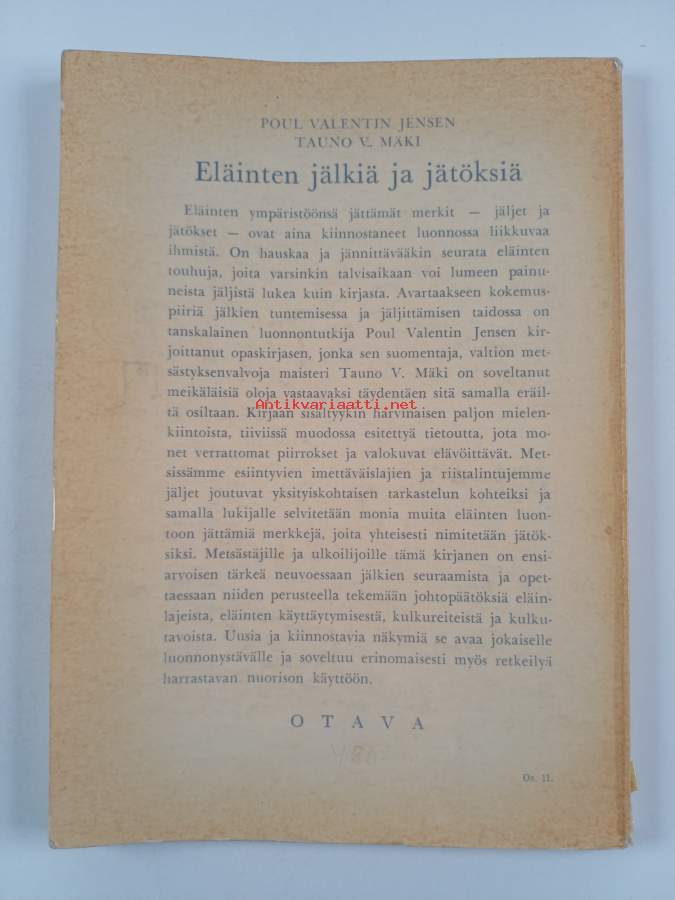 POUL VALENTIN JENSEN
TAUNO V. MÄKI
Eläinten jälkiä ja jätöksiä
Eläinten ympäristöönsä jättämät merkit — jäljet ja
jätökset — ovat aina kiinnostaneet luonnossa liikkuvaa
ihmistä. On hauskaa ja jännittävääkin seurata eläinten
touhuja, joita varsinkin talvisaikaan voi lumeen painu-
neista jäljistä lukea kuin kirjasta. Avartaakseen kokemus-
piiriä jälkien tuntemisessa ja jäljittämisen taidossa on
tanskalainen luonnontutkija Poul Valentin Jensen kir-
joittanut opaskirjasen, jonka sen suomentaja, valtion met-
sästyksenvalvoja maisteri Tauno V. Mäki on soveltanut
meikäläisiä oloja vastaavaksi täydentäen sitä samalla eräil-
tä osiltaan. Kirjaan sisältyykin harvinaisen paljon mielen-
Antikvariaatti.net
kiintoista, tiiviissä muodossa esitettyä tietoutta, jota mo-
net verrattomat piirrokset ja valokuvat elävöittävät. Met-
sissämme esiintyvien imettäväislajien ja riistalintujemme
jäljet joutuvat yksityiskohtaisen tarkastelun kohteiksi ja
samalla lukijalle selvitetään monia muita eläinten luon-
toon jättämiä merkkejä, joita yhteisesti nimitetään jätök-
siksi. Metsästäjille ja ulkoilijoille tämä kirjanen on ensi-
arvoisen tärkeä neuvoessaan jälkien seuraamista ja opet-
taessaan niiden perusteella tekemään johtopäätöksiä eläin-
lajeista, eläinten käyttäytymisestä, kulkureiteistä ja kulku-
tavoista. Uusia ja kiinnostavia näkymiä se avaa jokaiselle
luonnonystävälle ja soveltuu erinomaisesti myös retkeilyä
harrastavan nuorison käyttöön.
OTAVA
Os. 11.